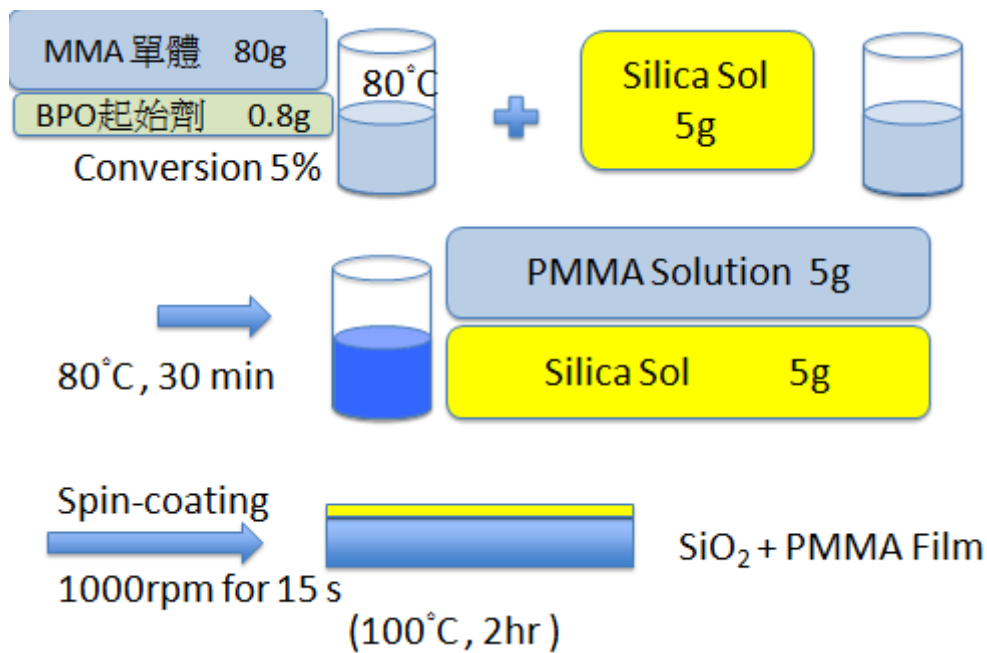 MMA 單體 80g
BPO起始劑 0.8g
Conversion 5%
80°C
Silica Sol
5g
PMMA Solution 5g
Silica Sol 5g
80°C , 30 min
Spin-coating
1000rpm for 15 s
(100°C , 2hr )
SiO₂ + PMMA Film